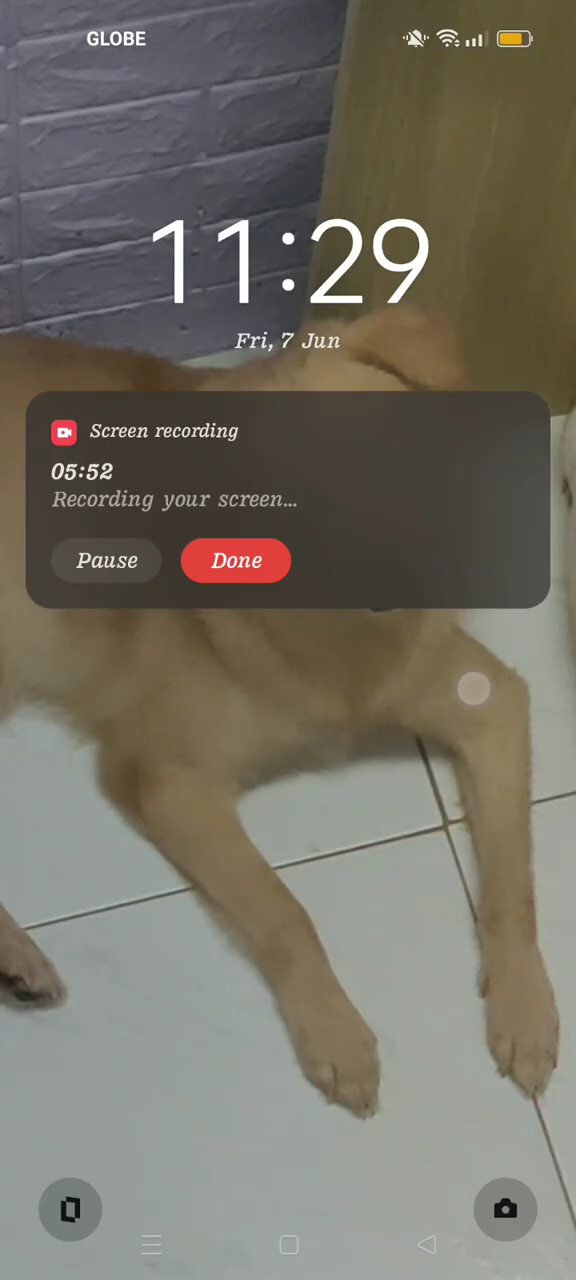 GLOBE
11:29
Fri, 7 Jun
Screen recording
05:52
Recording your screen...
Pause Done